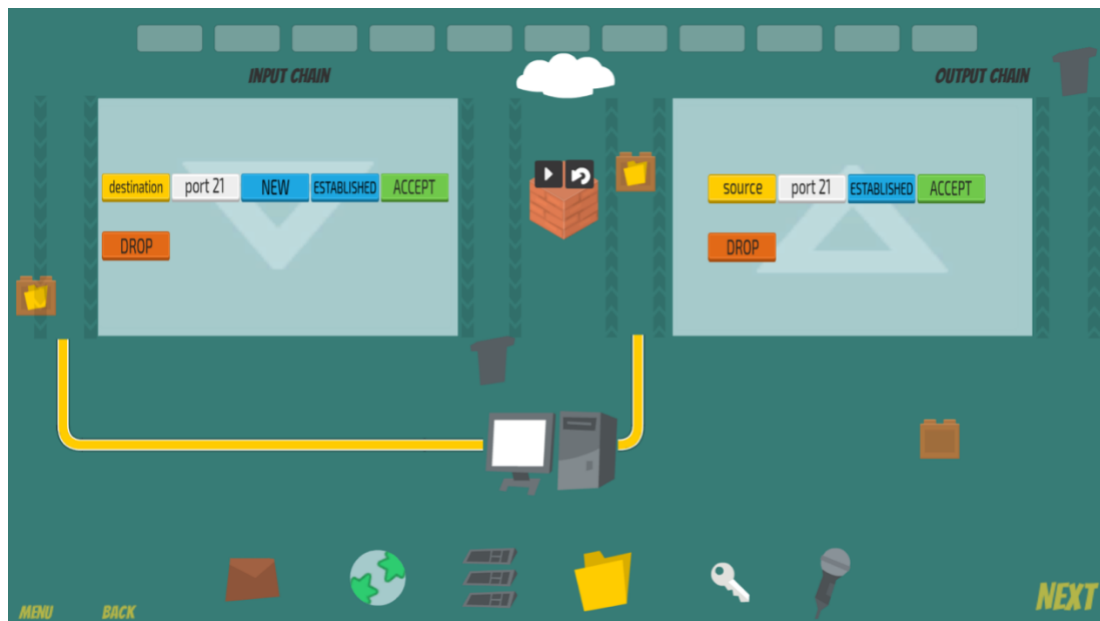 INPUT CHAIN
OUTPUT CHAIN
destination port 21 NEW ESTABLISHED ACCEPT
DROP
source port 21 ESTABLISHED ACCEPT
DROP
MENU BACK
NEXT